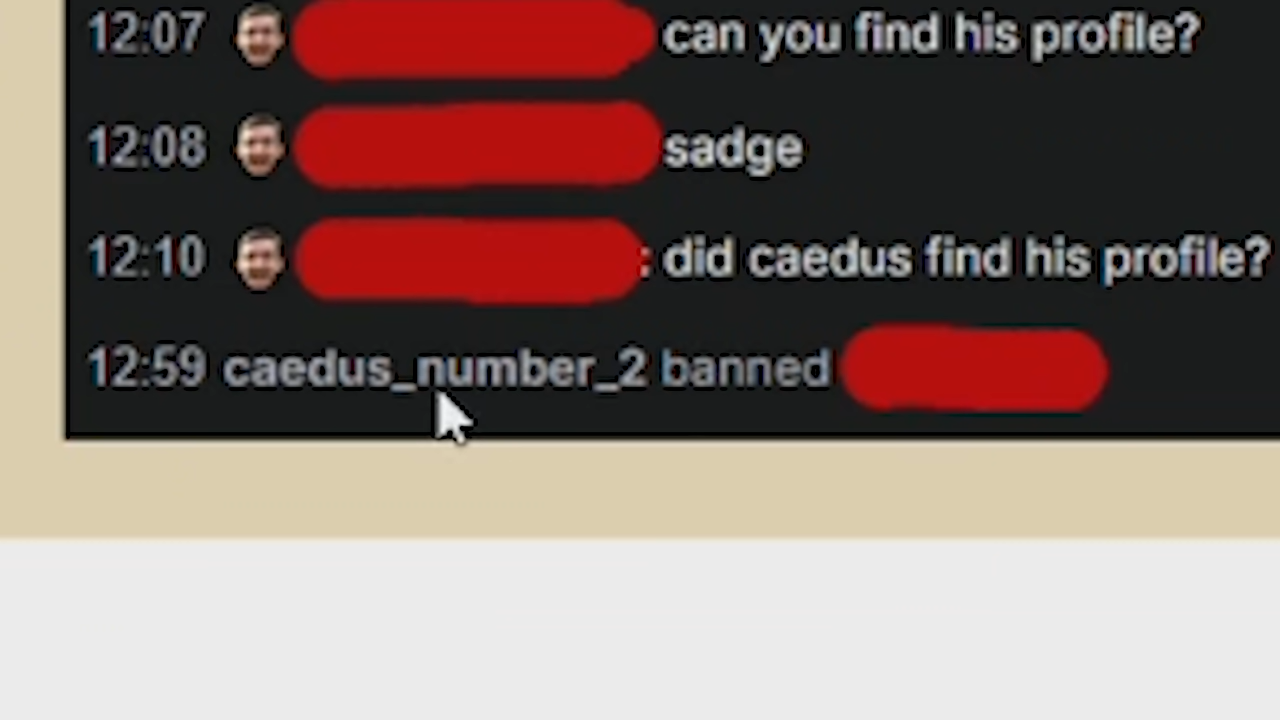 12:07 can you find his profile?
12:08 sadge
12:10 : did caedus find his profile?
12:59 caedus_number_2 banned